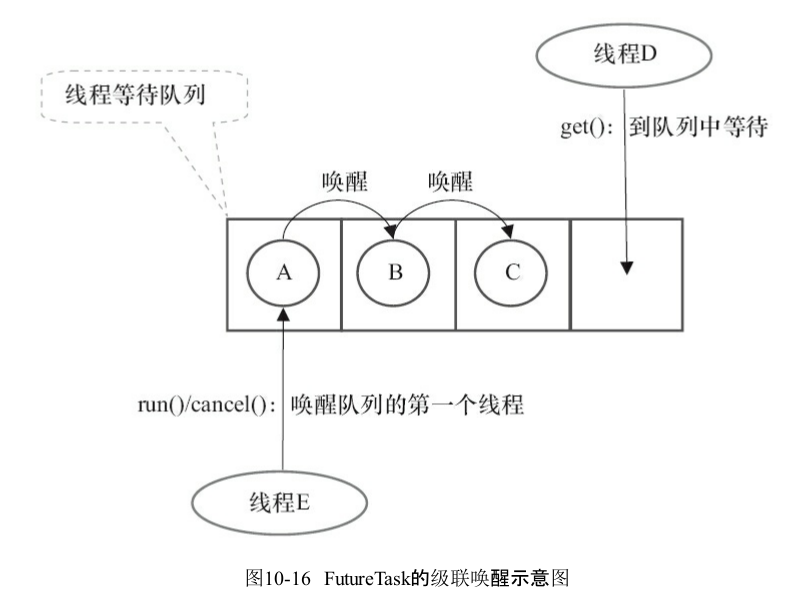 线程D
线程等待队列
get()：到队列中等待
唤醒 唤醒
A B C
run()/cancel()：唤醒队列的第一个线程
线程E
图10-16 FutureTask的级联唤醒示意图